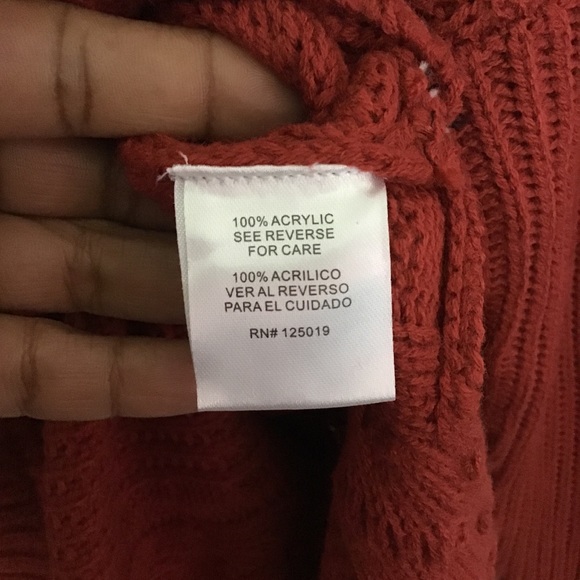 100% ACRYLIC
SEE REVERSE
FOR CARE
100% ACRILICO
VER AL REVERSO
PARA EL CUIDADO
RN# 125019